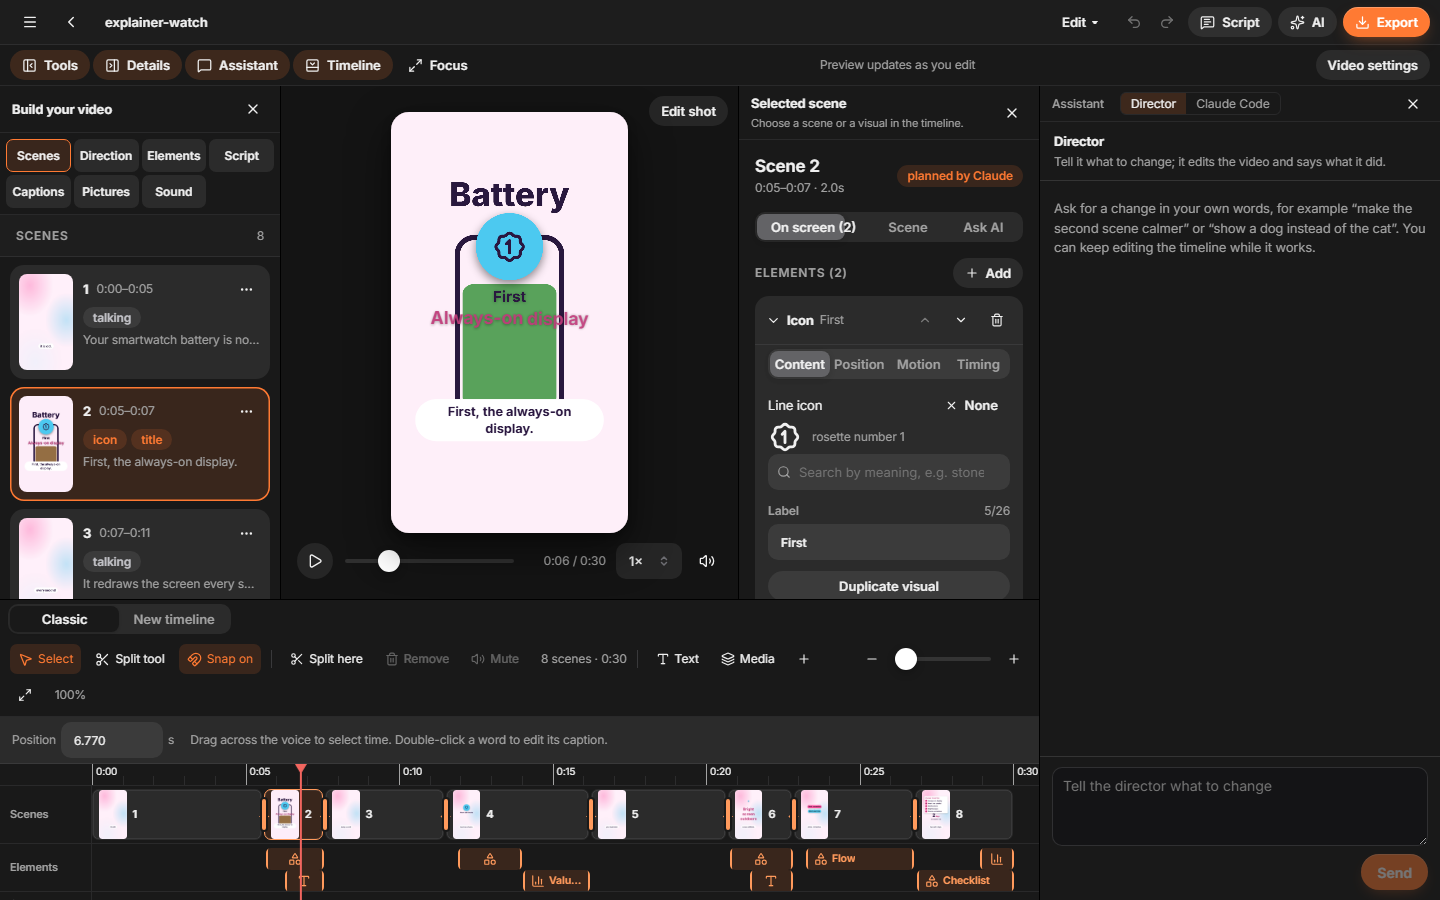 explainer-watch
Edit
Script
AI
Export
Tools
Details
Assistant
Timeline
Focus
Preview updates as you edit
Video settings
Build your video
Scenes
Direction
Elements
Script
Captions
Pictures
Sound
SCENES
8
1 0:00–0:05
talking
Your smartwatch battery is no...
2 0:05–0:07
icon
title
First, the always-on display.
3 0:07–0:11
talking
It redraws the screen every s...
Edit shot
Battery
1
First
Always-on display
First, the always-on
display.
0:06 / 0:30
1×
Selected scene
Choose a scene or a visual in the timeline.
Scene 2
0:05–0:07 · 2.0s
planned by Claude
On screen (2)
Scene
Ask AI
ELEMENTS (2)
Add
Icon First
Content
Position
Motion
Timing
Line icon
None
1
rosette number 1
Search by meaning, e.g. stone
Label
5/26
First
Duplicate visual
Assistant
Director
Claude Code
Director
Tell it what to change; it edits the video and says what it did.
Ask for a change in your own words, for example “make the
second scene calmer” or “show a dog instead of the cat”. You
can keep editing the timeline while it works.
Tell the director what to change
Send
Classic
New timeline
Select
Split tool
Snap on
Split here
Remove
Mute
8 scenes · 0:30
Text
Media
100%
Position
6.770
s
Drag across the voice to select time. Double-click a word to edit its caption.
0:00
0:05
0:10
0:15
0:20
0:25
0:30
Scenes
1
2
3
4
5
6
7
8
Elements
Flow
Valu...
Checklist